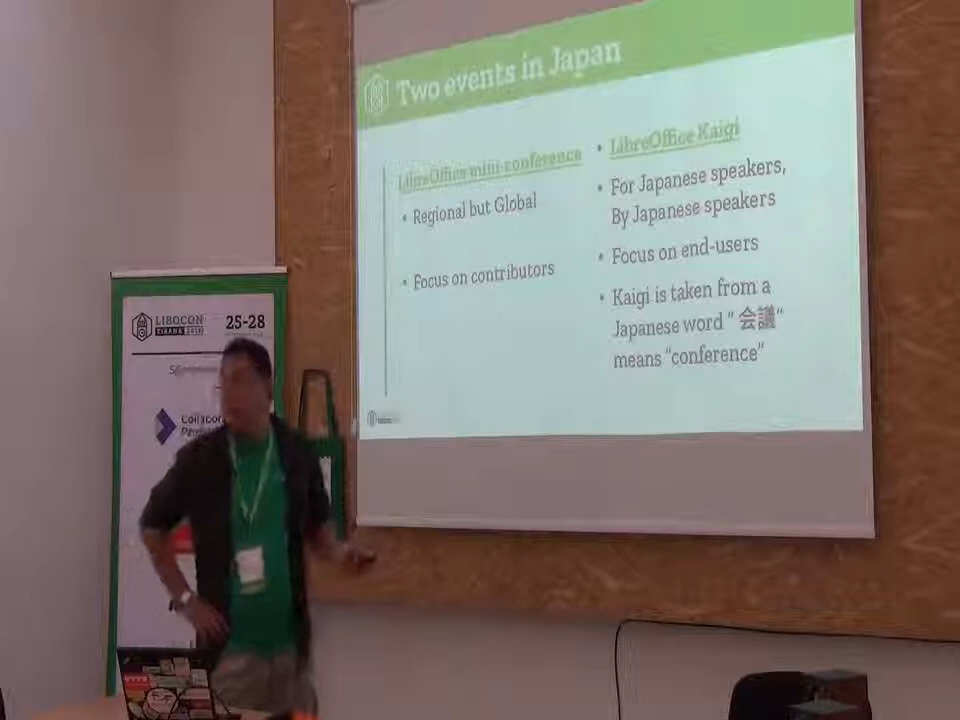 Two events in Japan
LibreOffice mini conference
• Regional but Global
• Focus on contributors
• LibreOffice Kaigi
• For Japanese speakers,
By Japanese speakers
• Focus on end-users
• Kaigi is taken from a
Japanese word “会議“
means “conference“
LIBOCON
TIRANA 2018
25-28